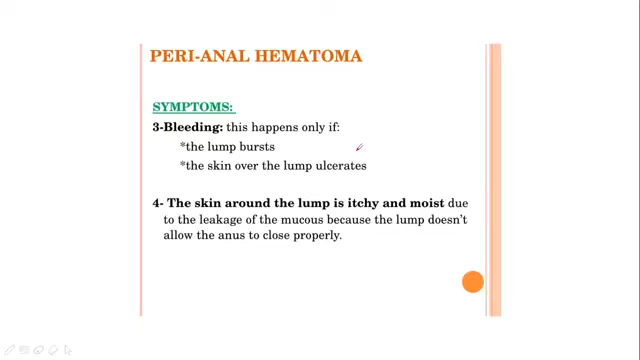 PERI-ANAL HEMATOMA
SYMPTOMS:
3-Bleeding: this happens only if:
*the lump bursts
*the skin over the lump ulcerates
4- The skin around the lump is itchy and moist due
to the leakage of the mucous because the lump doesn't
allow the anus to close properly.